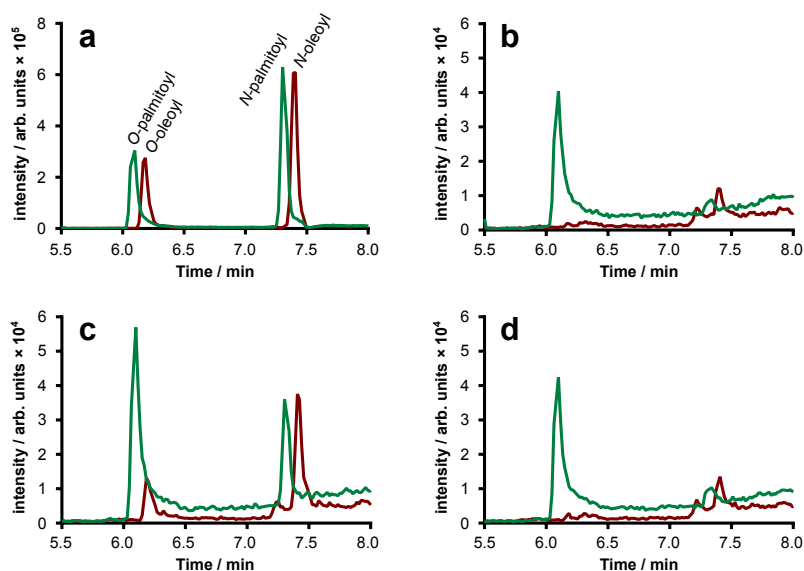 a
O-palmitoyl
O-oleoyl
N-palmitoyl
N-oleoyl
intensity / arb. units × 10⁵
8
6
4
2
0
5.5 6.0 6.5 7.0 7.5 8.0
Time / min
b
intensity / arb. units × 10⁴
6
5
4
3
2
1
0
5.5 6.0 6.5 7.0 7.5 8.0
Time / min
c
intensity / arb. units × 10⁴
6
5
4
3
2
1
0
5.5 6.0 6.5 7.0 7.5 8.0
Time / min
d
intensity / arb. units × 10⁴
6
5
4
3
2
1
0
5.5 6.0 6.5 7.0 7.5 8.0
Time / min